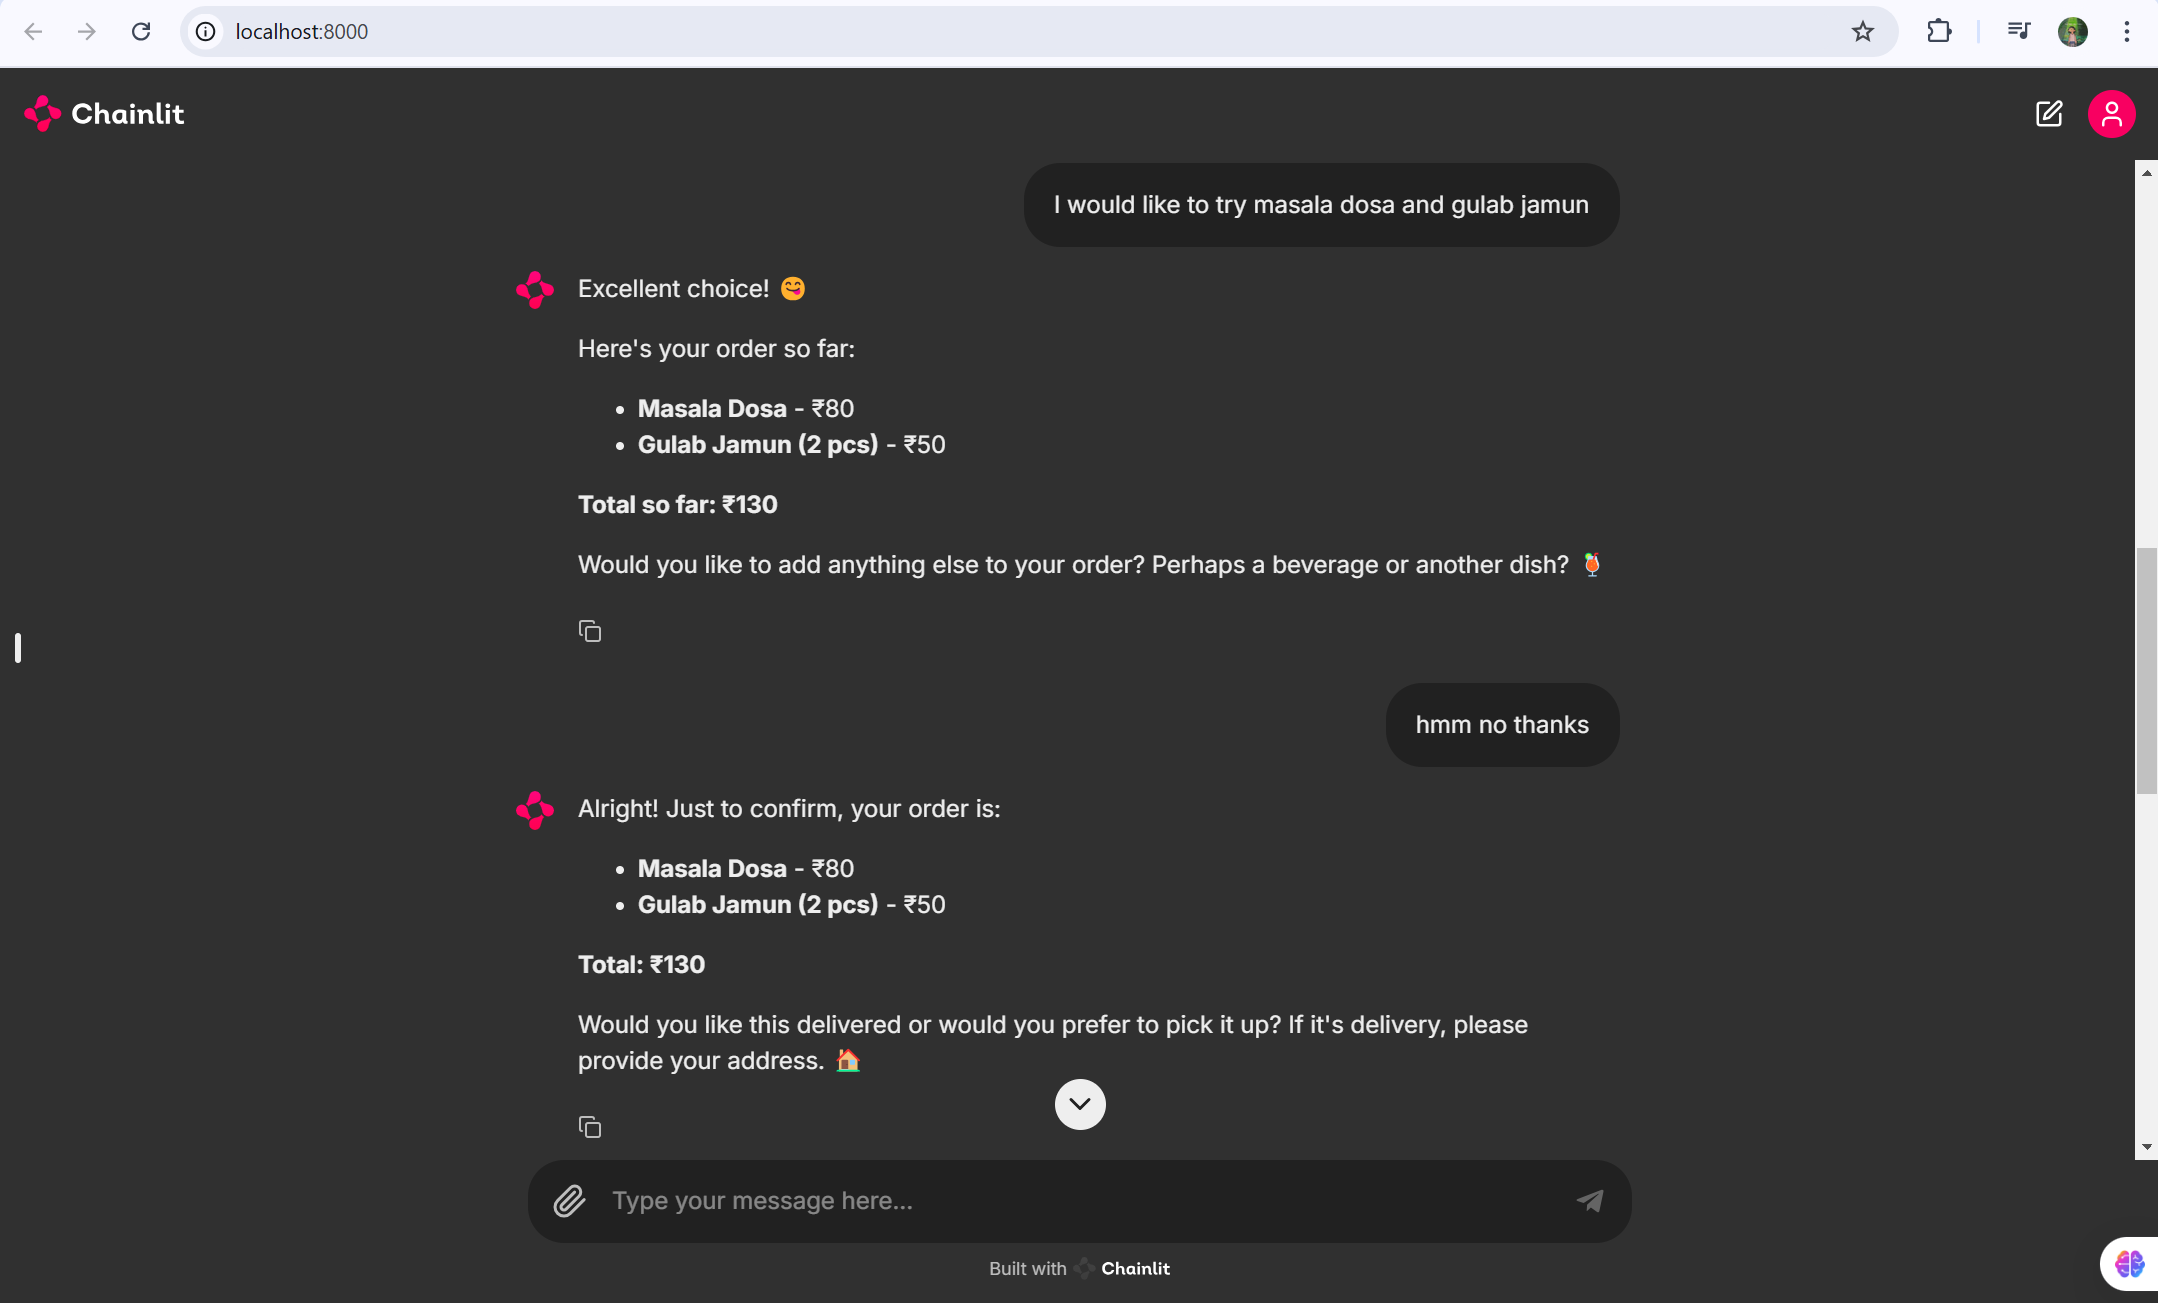 localhost:8000
Chainlit
I would like to try masala dosa and gulab jamun
Excellent choice! 😋
Here's your order so far:
• Masala Dosa - ₹80
• Gulab Jamun (2 pcs) - ₹50
Total so far: ₹130
Would you like to add anything else to your order? Perhaps a beverage or another dish? 🍹
hmm no thanks
Alright! Just to confirm, your order is:
• Masala Dosa - ₹80
• Gulab Jamun (2 pcs) - ₹50
Total: ₹130
Would you like this delivered or would you prefer to pick it up? If it's delivery, please
provide your address. 🏠
Type your message here...
Built with Chainlit